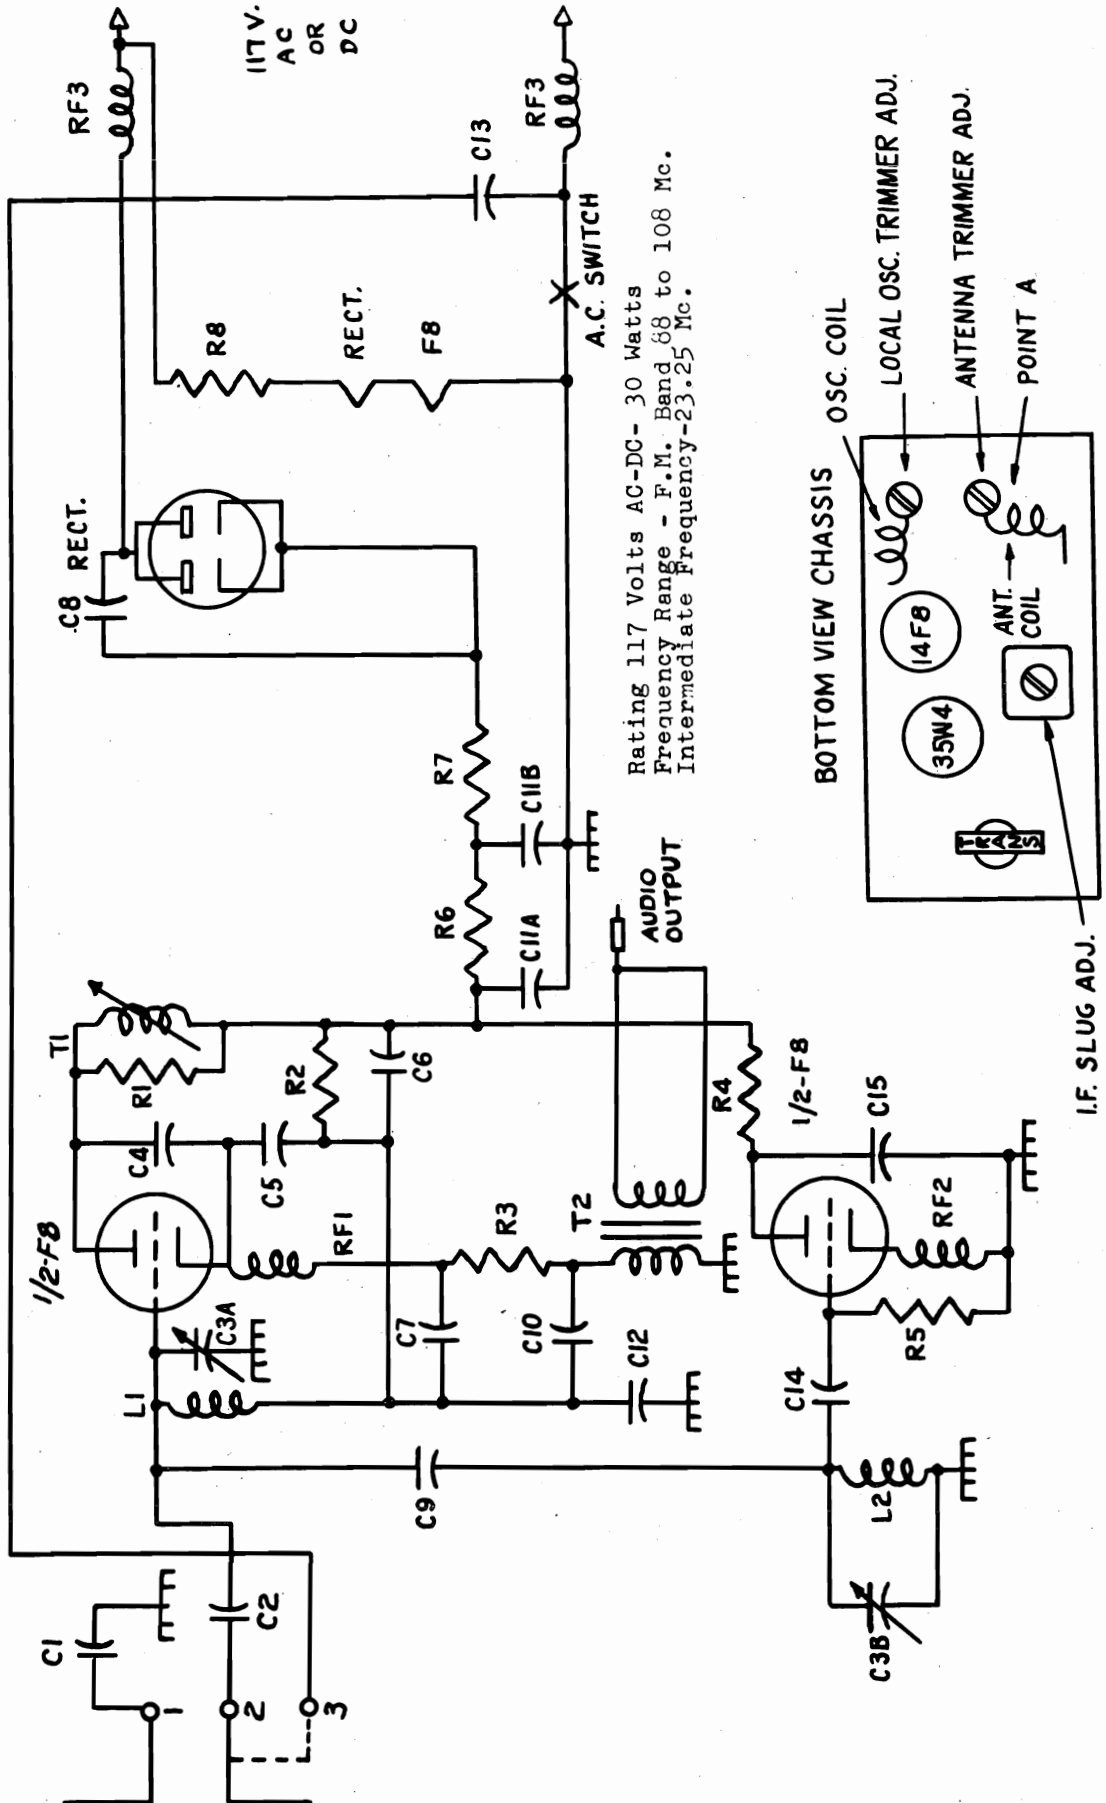 C1
1
2
3
C2
C9
L1
C3A
1/2-F8
C4
C5
R1
T1
R2
C6
RF1
C7
R3
C10
C12
T2
AUDIO
OUTPUT
C14
L2
C3B
R5
RF2
C15
1/2-F8
R4
R6
C11A
R7
C11B
C8
RECT.
R8
RECT.
F8
A.C. SWITCH
C13
RF3
RF3
117 V.
AC
OR
DC
Rating 117 Volts AC-DC- 30 Watts
Frequency Range - F.M. Band 88 to 108 Mc.
Intermediate Frequency-23.25 Mc.
BOTTOM VIEW CHASSIS
OSC. COIL
LOCAL OSC. TRIMMER ADJ.
ANTENNA TRIMMER ADJ.
POINT A
ANT.
COIL
14F8
35W4
TRANS
I.F. SLUG ADJ.